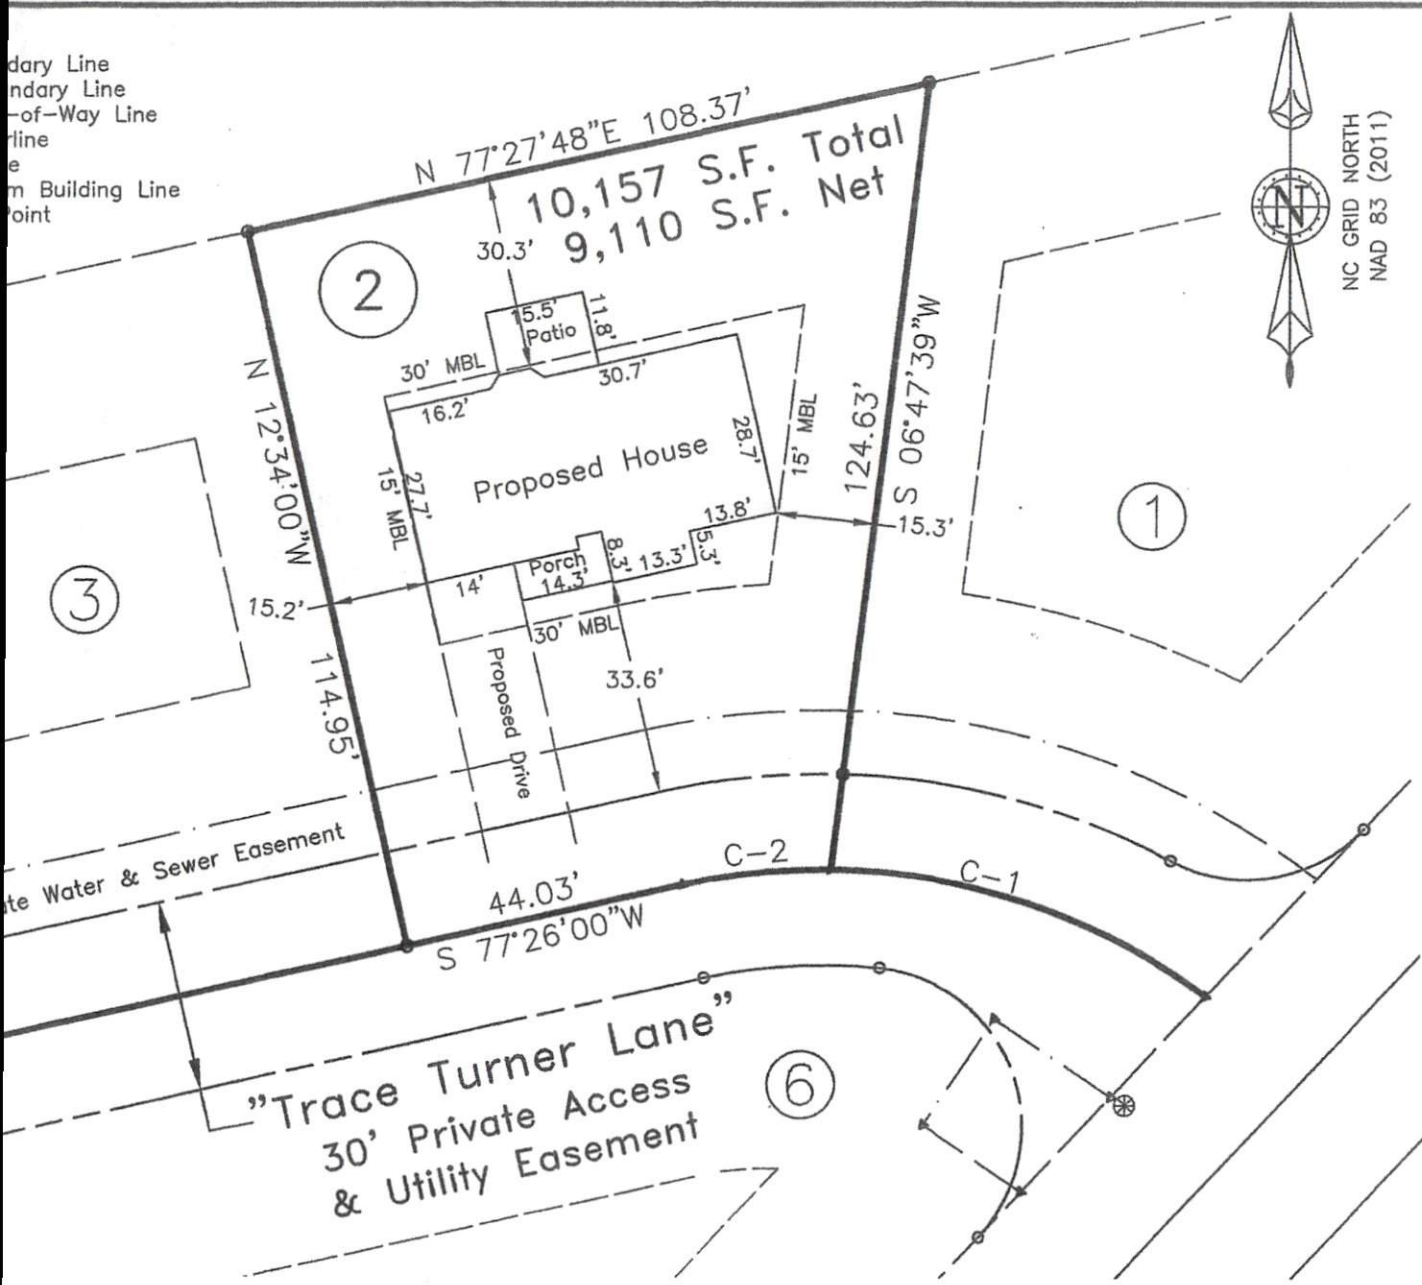 dary Line
ndary Line
-of-Way Line
rline
e
m Building Line
Point
NC GRID NORTH
NAD 83 (2011)
N
N 77°27'48"E 108.37'
10,157 S.F. Total
9,110 S.F. Net
2
30.3'
15.5'
Patio
11.8'
30' MBL
30.7'
16.2'
N 12°34'00"W
114.95'
15' MBL
27.7'
Proposed House
28.7'
15' MBL
124.63'
S 06°47'39"W
13.8'
15.3'
5.3'
13.3'
8.3'
Porch
14.3'
14'
15.2'
30' MBL
33.6'
Proposed Drive
1
3
te Water & Sewer Easement
C-2
C-1
44.03'
S 77°26'00"W
"Trace Turner Lane"
30' Private Access
& Utility Easement
6